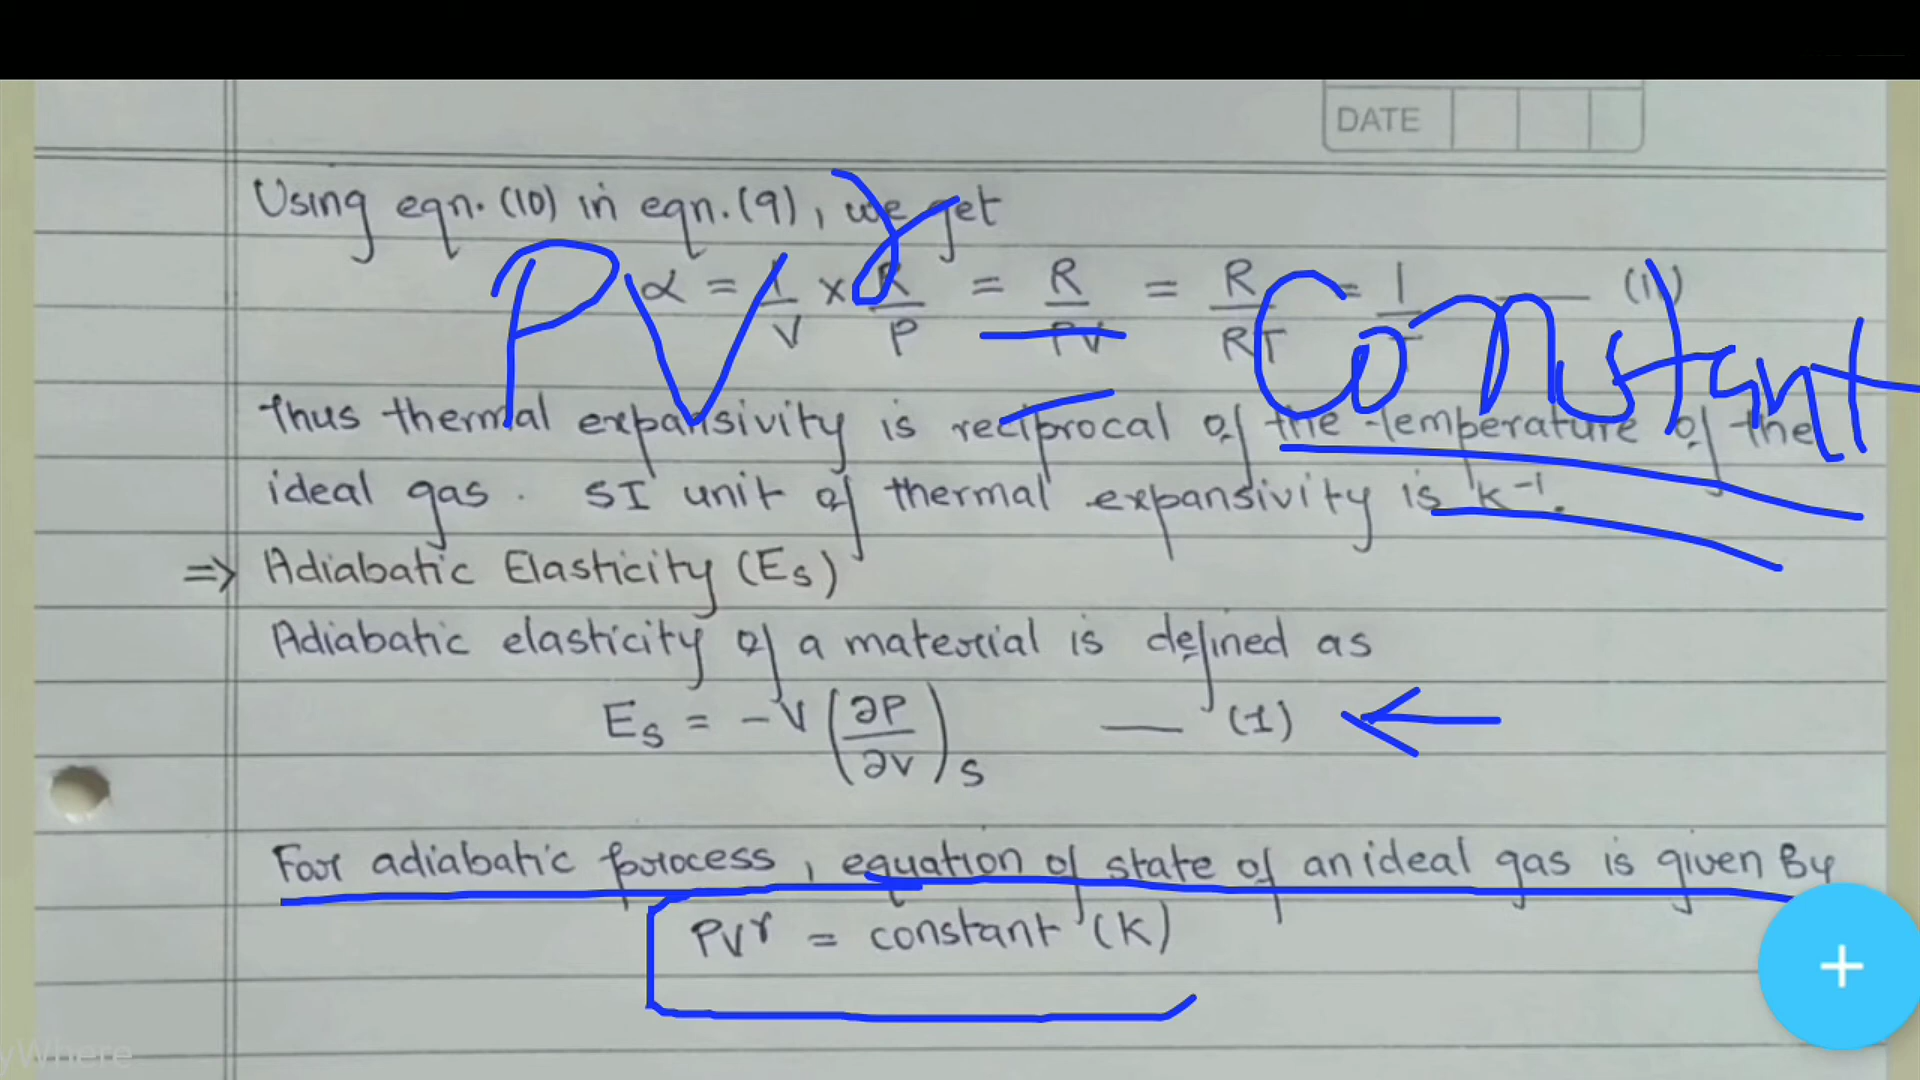 DATE
Using eqn. (10) in eqn. (9), we get
α = 1/V × R/P = R/PV = R/RT = 1/T — (11)
PV^γ = Constant
Thus thermal expansivity is reciprocal of the temperature of the
ideal gas. SI unit of thermal expansivity is K⁻¹.
=> Adiabatic Elasticity (Es)
Adiabatic elasticity of a material is defined as
Es = -V (∂P/∂V)s — (1) ←
For adiabatic process, equation of state of an ideal gas is given By
PV^γ = constant (K)
yWhere
+